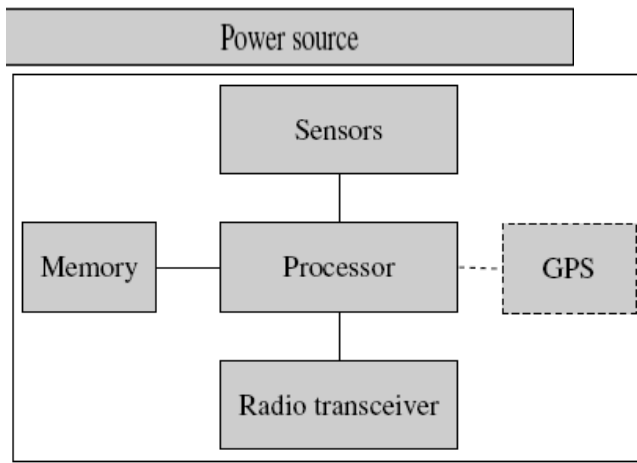 Power source
Sensors
Memory
Processor
GPS
Radio transceiver